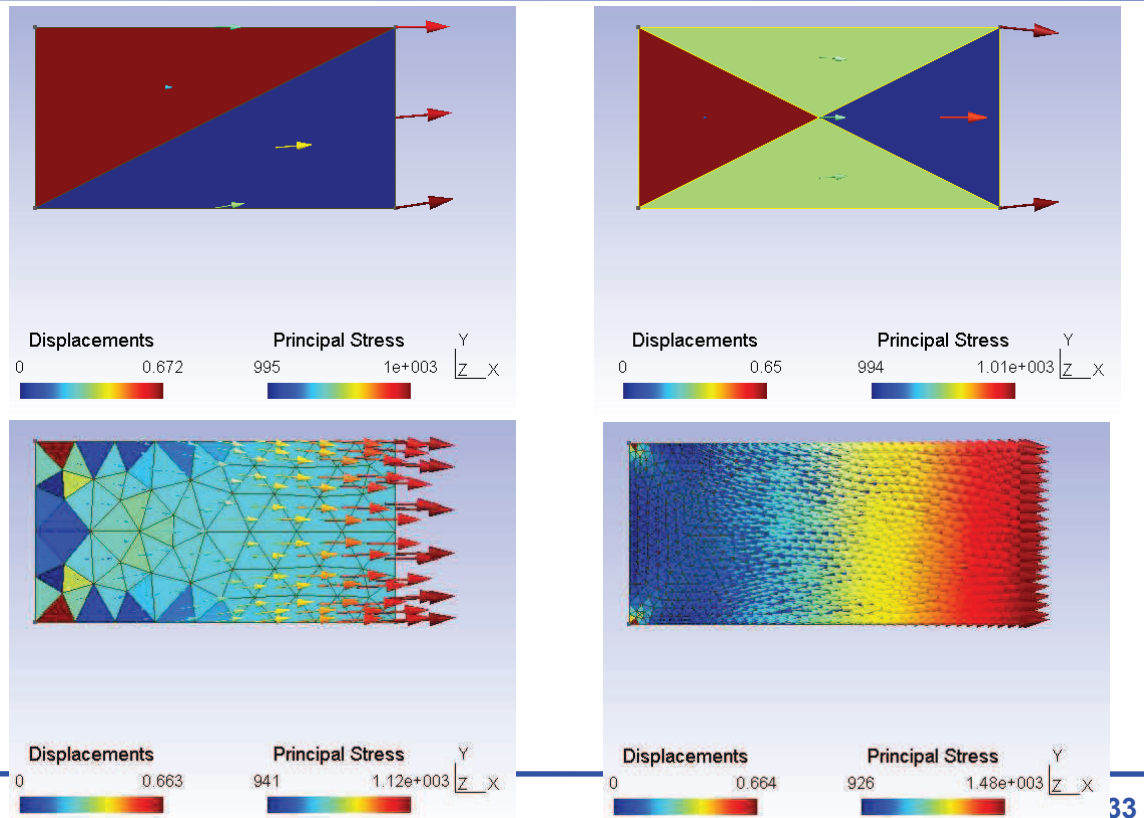 Displacements Principal Stress Y
0 0.672 995 1e+003 Z X
Displacements Principal Stress Y
0 0.65 994 1.01e+003 Z X
Displacements Principal Stress Y
0 0.663 941 1.12e+003 Z X
Displacements Principal Stress Y
0 0.664 926 1.48e+003 Z X
33